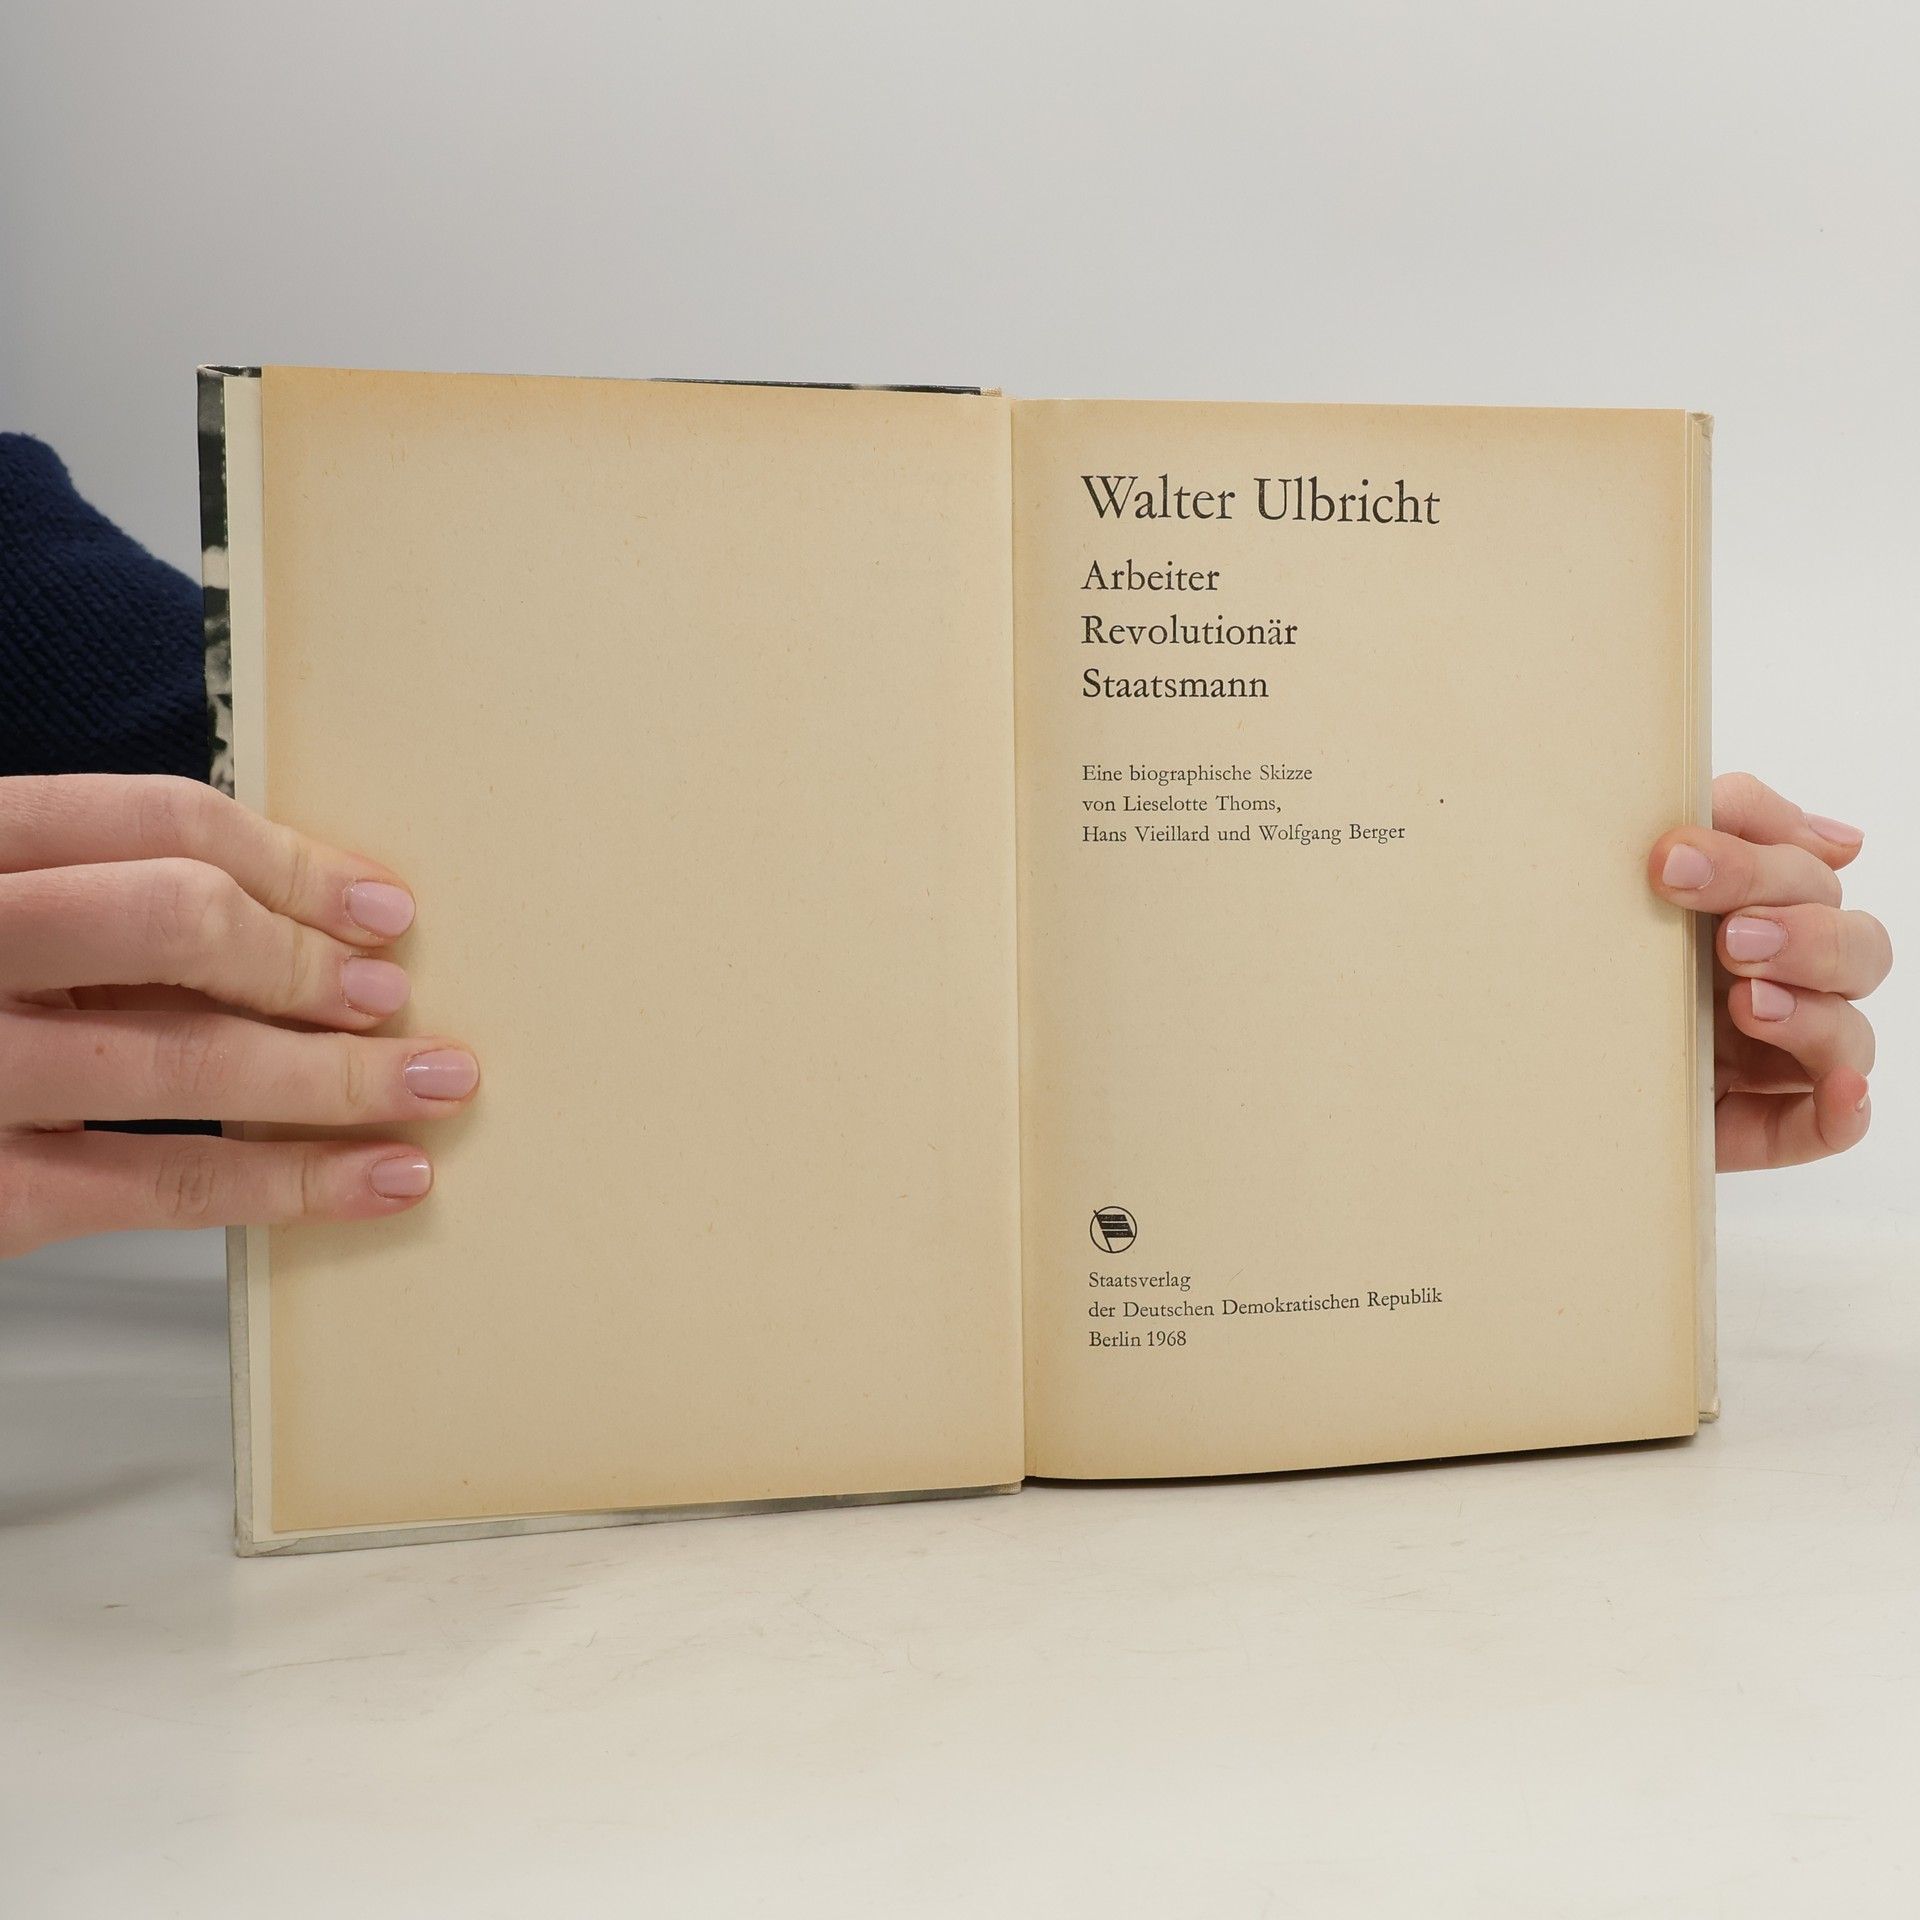 Walter Ulbricht
Arbeiter
Revolutionär
Staatsmann
Eine biographische Skizze
von Lieselotte Thoms,
Hans Vieillard und Wolfgang Berger
Staatsverlag
der Deutschen Demokratischen Republik
Berlin 1968